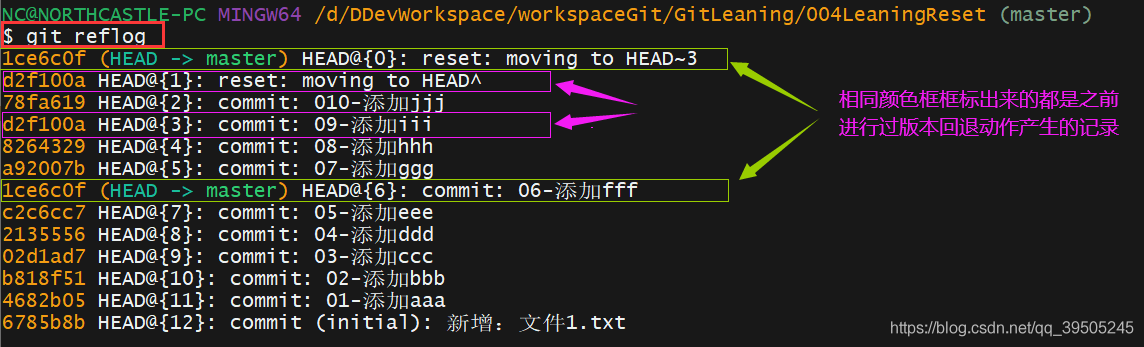 NC@NORTHCASTLE-PC MINGW64 /d/DDevWorkspace/workspaceGit/GitLeaning/004LeaningReset (master)
$ git reflog
1ce6c0f (HEAD -> master) HEAD@{0}: reset: moving to HEAD~3
d2f100a HEAD@{1}: reset: moving to HEAD^
78fa619 HEAD@{2}: commit: 010-添加jjj
d2f100a HEAD@{3}: commit: 09-添加iii
8264329 HEAD@{4}: commit: 08-添加hhh
a92007b HEAD@{5}: commit: 07-添加ggg
1ce6c0f (HEAD -> master) HEAD@{6}: commit: 06-添加fff
c2c6cc7 HEAD@{7}: commit: 05-添加eee
2135556 HEAD@{8}: commit: 04-添加ddd
02d1ad7 HEAD@{9}: commit: 03-添加ccc
b818f51 HEAD@{10}: commit: 02-添加bbb
4682b05 HEAD@{11}: commit: 01-添加aaa
6785b8b HEAD@{12}: commit (initial): 新增：文件1.txt
相同颜色框框标出来的都是之前
进行过版本回退动作产生的记录
https://blog.csdn.net/qq_39505245